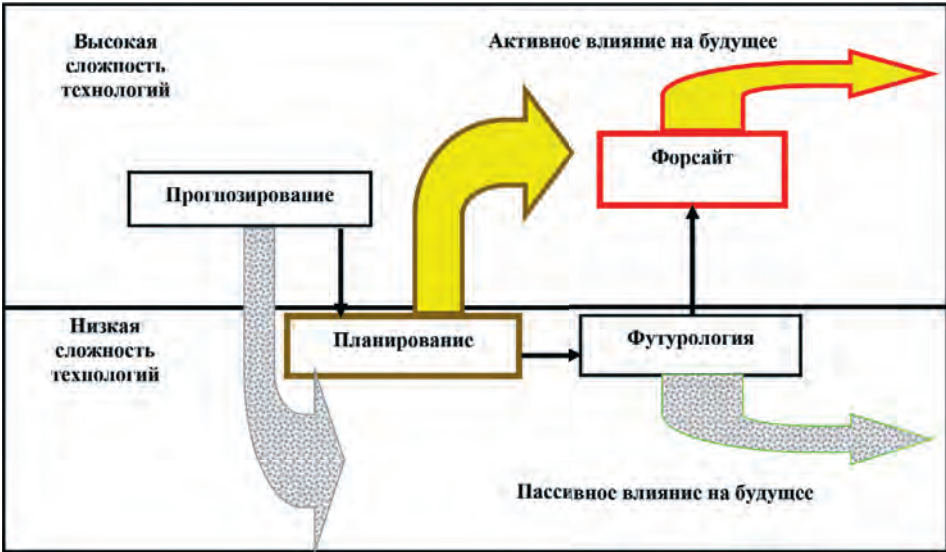 Высокая
сложность
технологий
Активное влияние на будущее
Форсайт
Прогнозирование
Низкая
сложность
технологий
Планирование
Футурология
Пассивное влияние на будущее